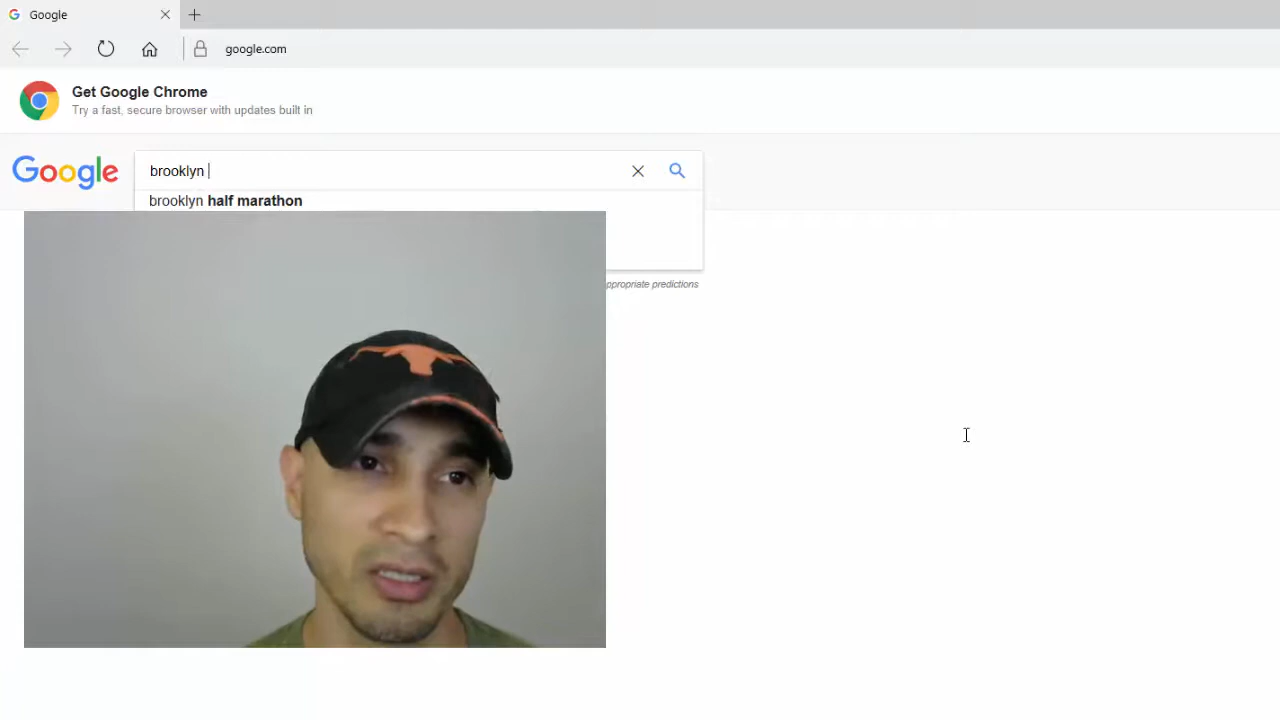 Google
google.com
Get Google Chrome
Try a fast, secure browser with updates built in
Google
brooklyn
brooklyn half marathon
predictions